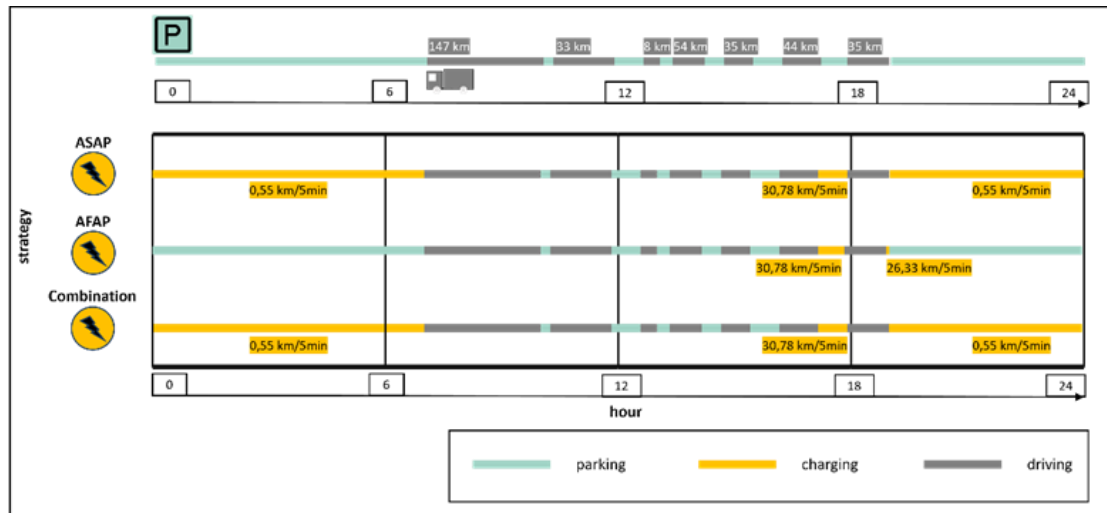 P
147 km 33 km 8 km 54 km 35 km 44 km 35 km
0 6 12 18 24
ASAP
0,55 km/5min 30,78 km/5min 0,55 km/5min
AFAP
30,78 km/5min 26,33 km/5min
Combination
0,55 km/5min 30,78 km/5min 0,55 km/5min
strategy
0 6 12 18 24
hour
parking charging driving